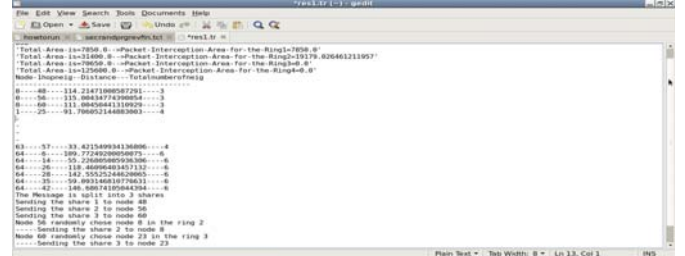 *res1.tr (~) - gedit
File Edit View Search Tools Documents Help
Open Save Undo
howtorun secrandprgrevfin.tcl *res1.tr
'Total-Area-is=7850.0-->Packet-Interception-Area-for-the-Ring1=7850.0'
'Total-Area-is=31400.0-->Packet-Interception-Area-for-the-Ring2=19179.026461211957'
'Total-Area-is=70650.0-->Packet-Interception-Area-for-the-Ring3=0.0'
'Total-Area-is=125600.0-->Packet-Interception-Area-for-the-Ring4=0.0'
Node-1hopneig--Distance---Totelnumberofneig
----------------------------------------
0----48----114.21471000507291----3
0----56----115.00434774390054----3
0----60----111.00450441310929----3
1----25----91.706052144883003----4
-
-
-
63----57----33.421549934136806----4
64----6----109.77249200050075----6
64----14----55.226805005936306----6
64----26----118.46096403457132----6
64----28----142.55525244620065----6
64----35----59.093146810776631----6
64----42----146.60674105044394----6
The Message is split into 3 shares
Sending the share 1 to node 48
Sending the share 2 to node 56
Sending the share 3 to node 60
Node 56 randomly chose node 8 in the ring 2
-----Sending the share 2 to node 8
Node 60 randomly chose node 23 in the ring 3
-----Sending the share 3 to node 23
Plain Text Tab Width: 8 Ln 13, Col 1 INS